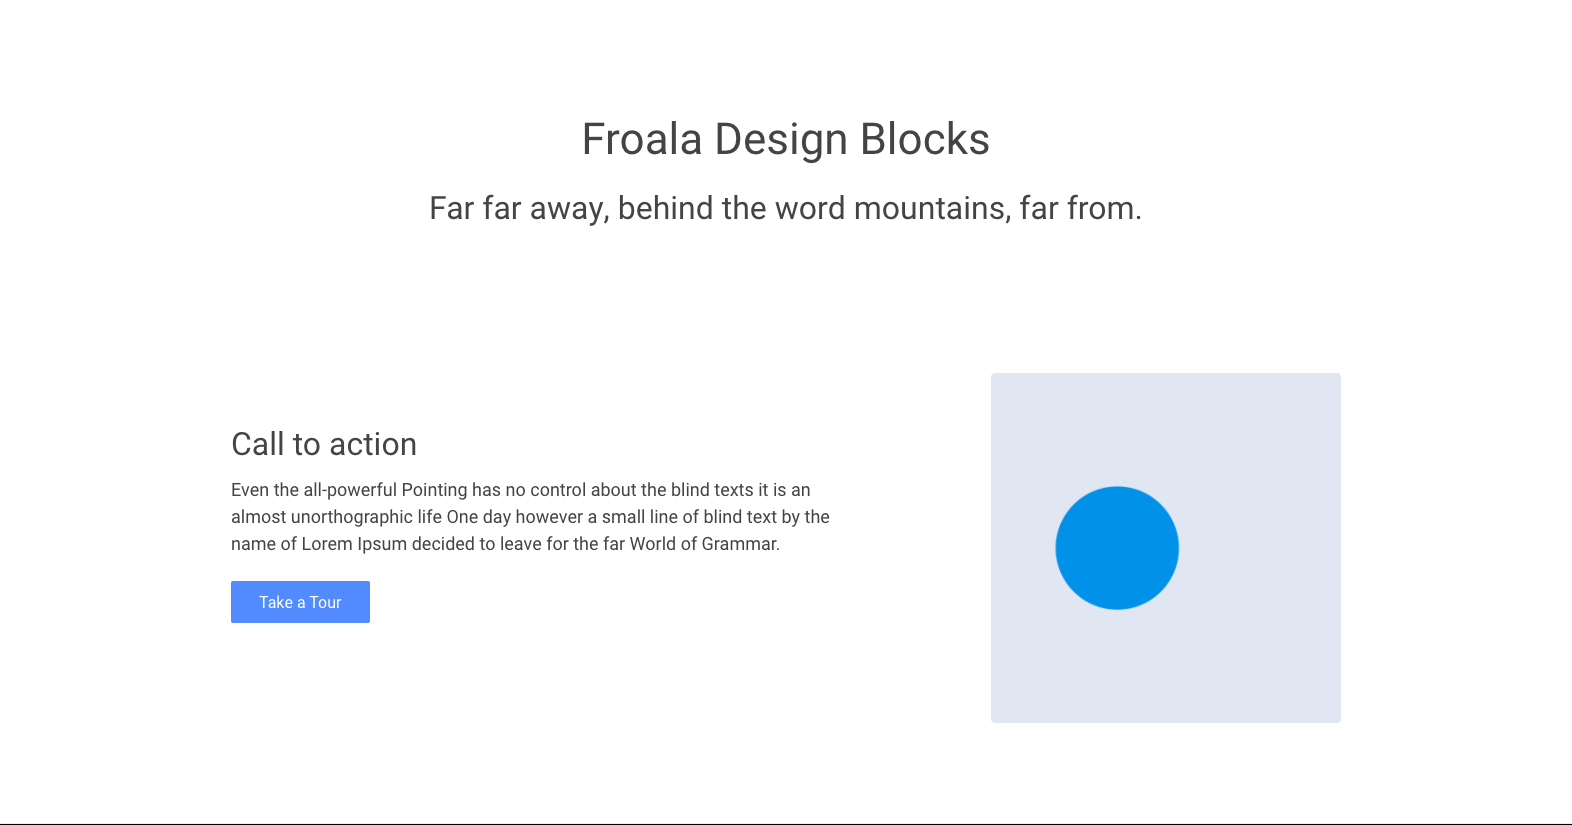 Froala Design Blocks
Far far away, behind the word mountains, far from.
Call to action
Even the all-powerful Pointing has no control about the blind texts it is an
almost unorthographic life One day however a small line of blind text by the
name of Lorem Ipsum decided to leave for the far World of Grammar.
Take a Tour